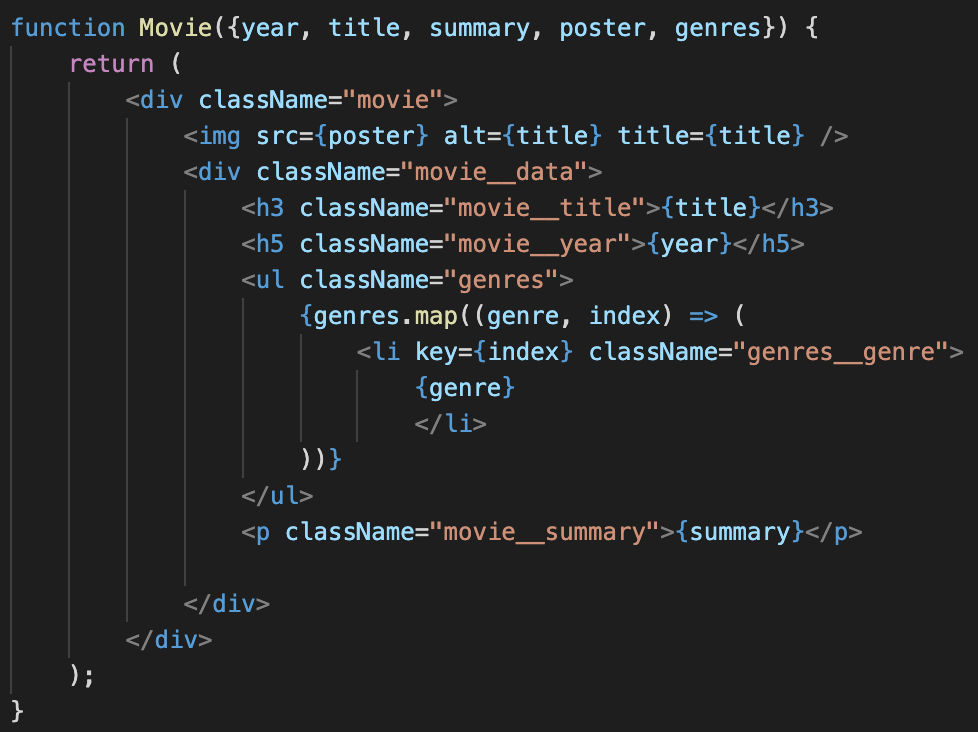 function Movie({year, title, summary, poster, genres}) {
    return (
        <div className="movie">
            <img src={poster} alt={title} title={title} />
            <div className="movie__data">
                <h3 className="movie__title">{title}</h3>
                <h5 className="movie__year">{year}</h5>
                <ul className="genres">
                    {genres.map((genre, index) => (
                        <li key={index} className="genres__genre">
                            {genre}
                            </li>
                    ))}
                </ul>
                <p className="movie__summary">{summary}</p>

            </div>
        </div>
    );
}